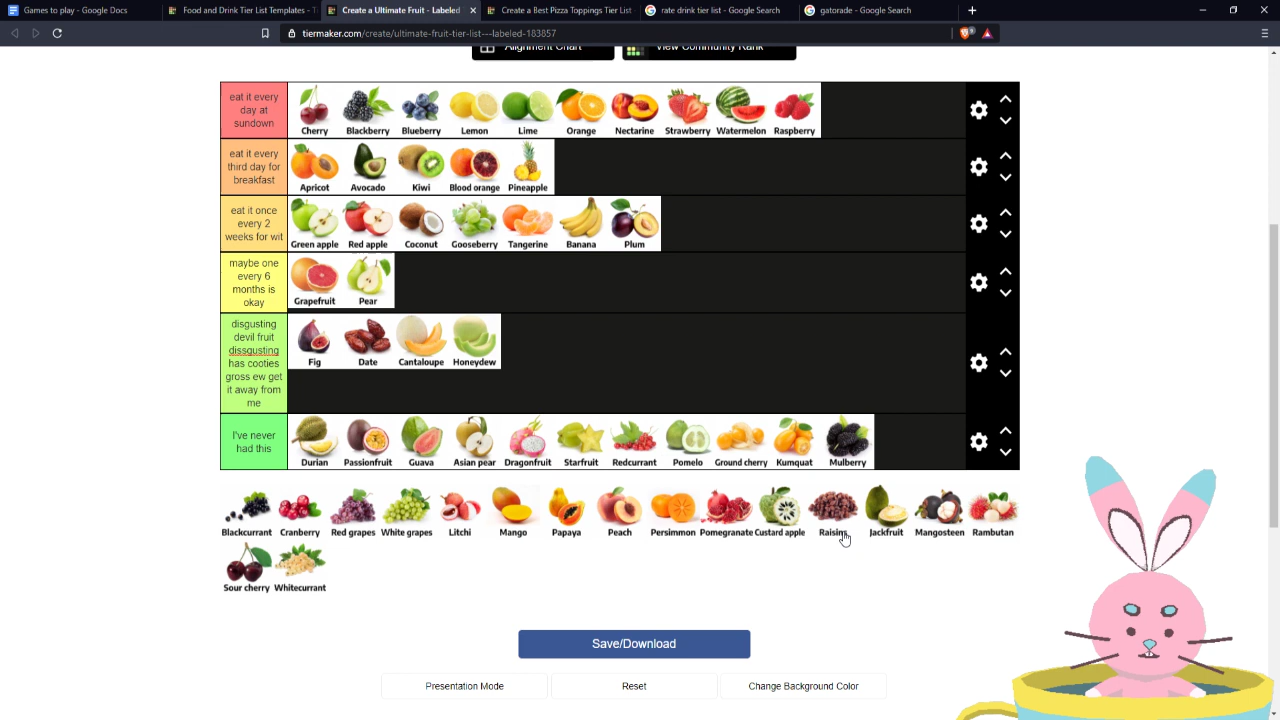 Games to play - Google Docs
Food and Drink Tier List Templates - T
Create a Ultimate Fruit - Labeled
Create a Best Pizza Toppings Tier List
rate drink tier list - Google Search
gatorade - Google Search
tiermaker.com/create/ultimate-fruit-tier-list---labeled-183857
Alignment Chart
View Community Rank
eat it every
day at
sundown
Cherry Blackberry Blueberry Lemon Lime Orange Nectarine Strawberry Watermelon Raspberry
eat it every
third day for
breakfast
Apricot Avocado Kiwi Blood orange Pineapple
eat it once
every 2
weeks for wit
Green apple Red apple Coconut Gooseberry Tangerine Banana Plum
maybe one
every 6
months is
okay
Grapefruit Pear
disgusting
devil fruit
dissgusting
has cooties
gross ew get
it away from
me
Fig Date Cantaloupe Honeydew
I've never
had this
Durian Passionfruit Guava Asian pear Dragonfruit Starfruit Redcurrant Pomelo Ground cherry Kumquat Mulberry
Blackcurrant Cranberry Red grapes White grapes Litchi Mango Papaya Peach Persimmon Pomegranate Custard apple Raisins Jackfruit Mangosteen Rambutan
Sour cherry Whitecurrant
Save/Download
Presentation Mode
Reset
Change Background Color